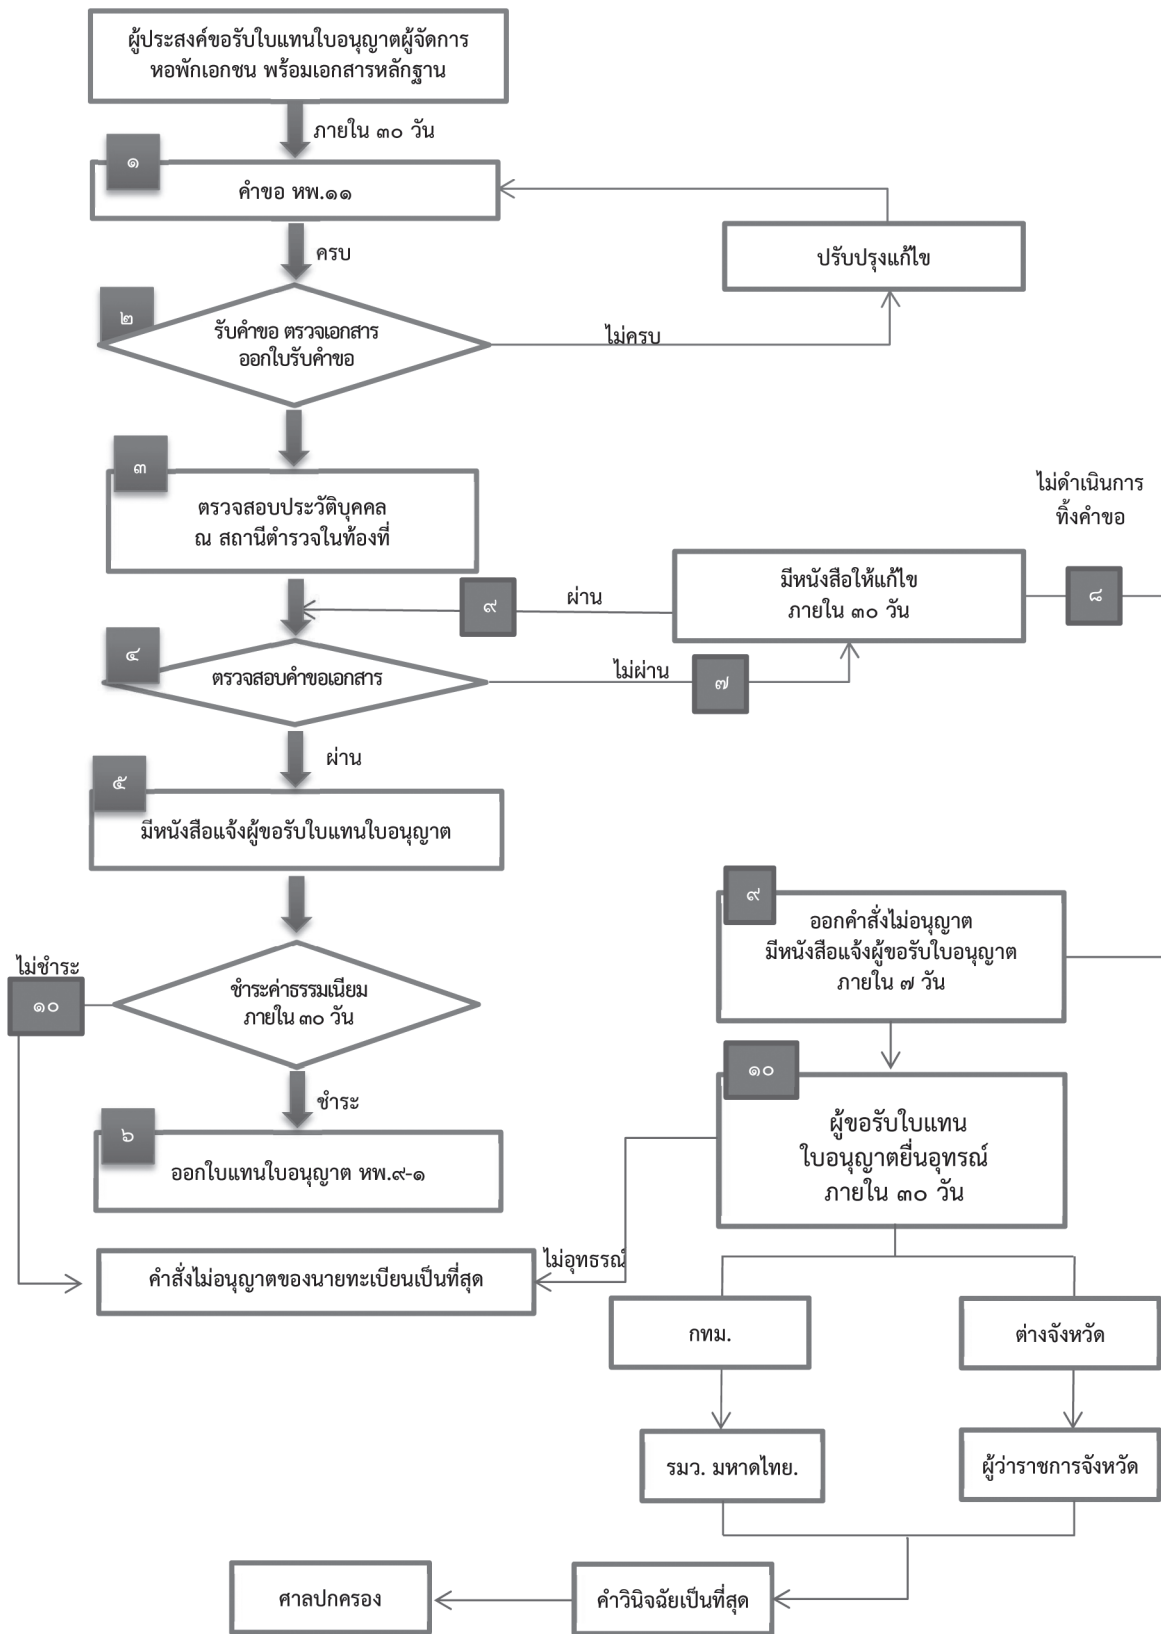 ผู้ประสงค์ขอรับใบแทนใบอนุญาตผู้จัดการ
หอพักเอกชน พร้อมเอกสารหลักฐาน
ภายใน ๓๐ วัน
๑
คำขอ หพ.๑๑
ครบ
ปรับปรุงแก้ไข
๒
รับคำขอ ตรวจเอกสาร
ออกใบรับคำขอ
ไม่ครบ
๓
ตรวจสอบประวัติบุคคล
ณ สถานีตำรวจในท้องที่
ไม่ดำเนินการ
ทิ้งคำขอ
มีหนังสือให้แก้ไข
ภายใน ๓๐ วัน
๘
ผ่าน
๙
๔
ตรวจสอบคำขอเอกสาร
ไม่ผ่าน
๗
ผ่าน
๕
มีหนังสือแจ้งผู้ขอรับใบแทนใบอนุญาต
๙
ออกคำสั่งไม่อนุญาต
มีหนังสือแจ้งผู้ขอรับใบอนุญาต
ภายใน ๗ วัน
ไม่ชำระ
๑๐
ชำระค่าธรรมเนียม
ภายใน ๓๐ วัน
ชำระ
๑๐
ผู้ขอรับใบแทน
ใบอนุญาตยื่นอุทรณ์
ภายใน ๓๐ วัน
๖
ออกใบแทนใบอนุญาต หพ.๙-๑
ไม่อุทธรณ์
คำสั่งไม่อนุญาตของนายทะเบียนเป็นที่สุด
กทม.
ต่างจังหวัด
รมว. มหาดไทย.
ผู้ว่าราชการจังหวัด
ศาลปกครอง
คำวินิจฉัยเป็นที่สุด